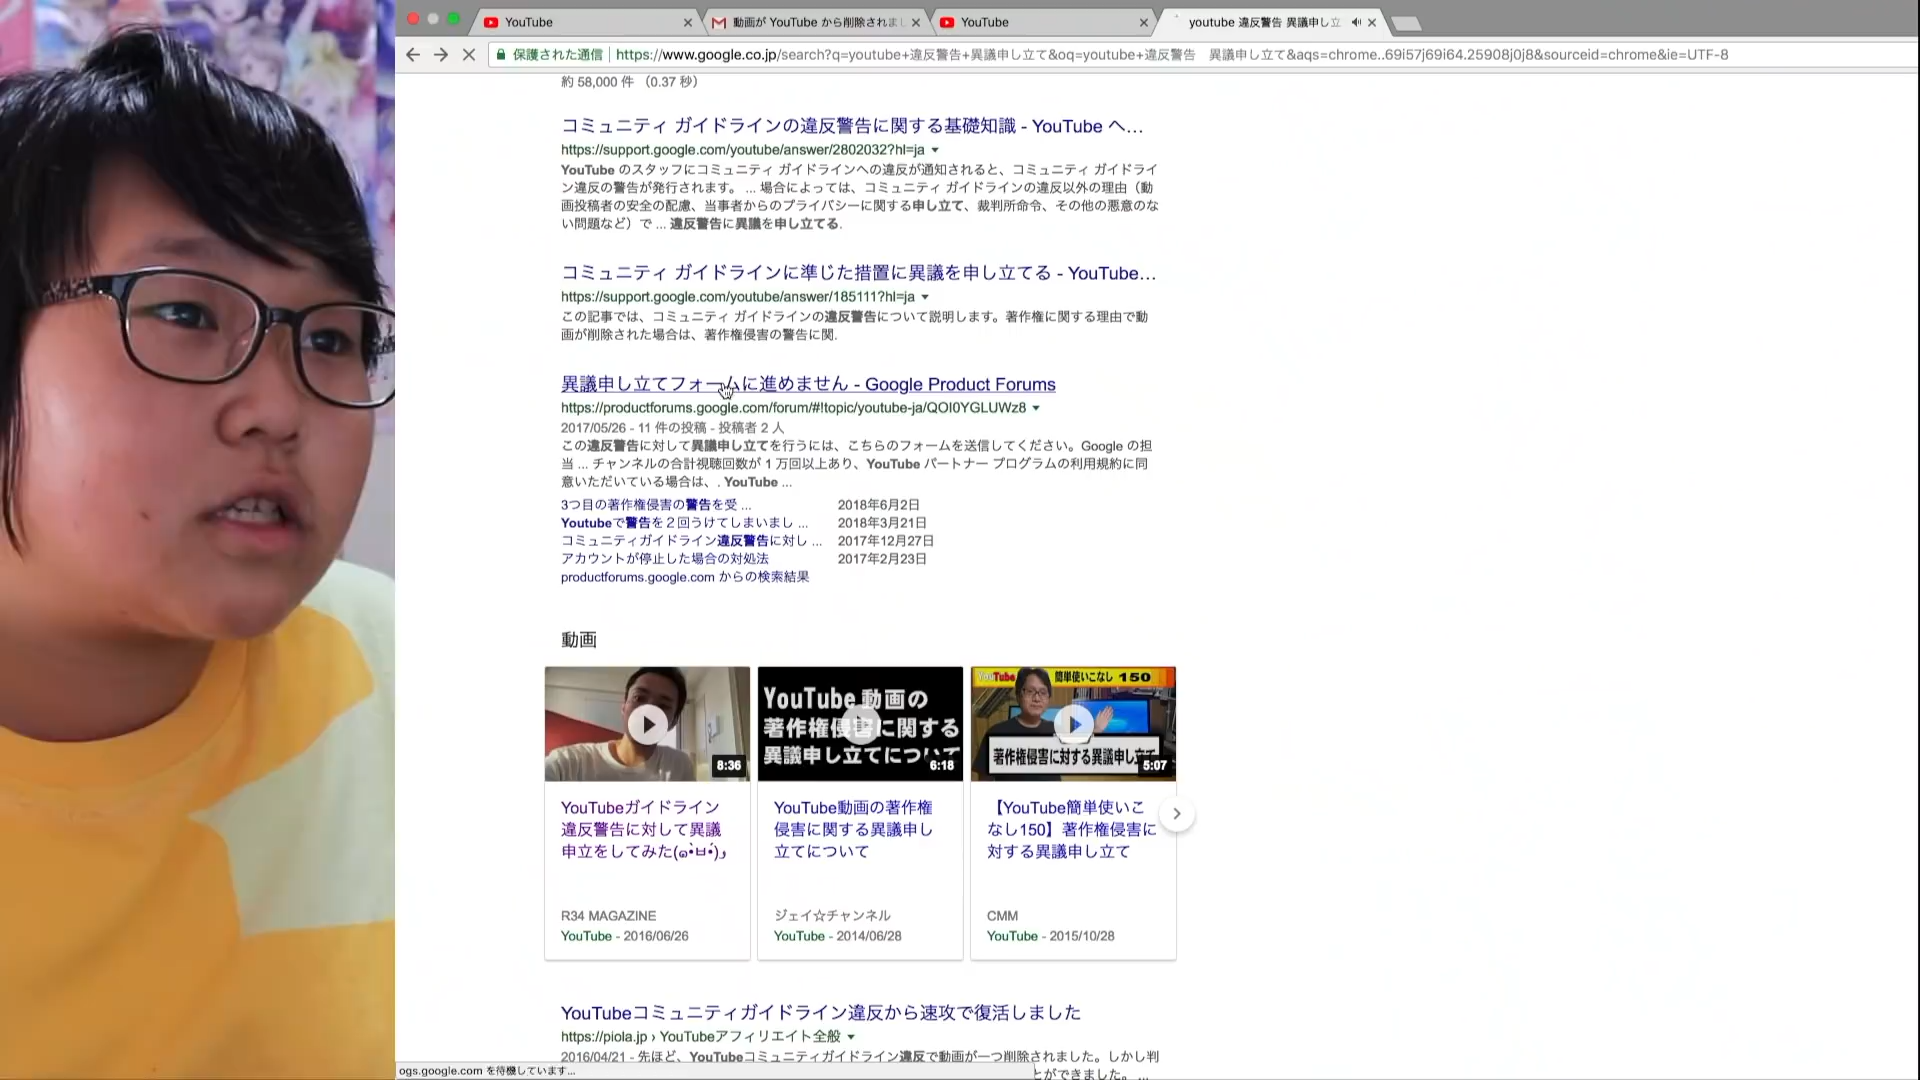 YouTube
動画が YouTube から削除されまし
YouTube
youtube 違反警告 異議申し立
保護された通信
https://www.google.co.jp/search?q=youtube+違反警告+異議申し立て&oq=youtube+違反警告　異議申し立て&aqs=chrome..69i57j69i64.25908j0j8&sourceid=chrome&ie=UTF-8
約 58,000 件 （0.37 秒）
コミュニティ ガイドラインの違反警告に関する基礎知識 - YouTube ヘ...
https://support.google.com/youtube/answer/2802032?hl=ja
YouTube のスタッフにコミュニティ ガイドラインへの違反が通知されると、コミュニティ ガイドライ
ン違反の警告が発行されます。 ... 場合によっては、コミュニティ ガイドラインの違反以外の理由（動
画投稿者の安全の配慮、当事者からのプライバシーに関する申し立て、裁判所命令、その他の悪意のな
い問題など）で ... 違反警告に異議を申し立てる.
コミュニティ ガイドラインに準じた措置に異議を申し立てる - YouTube...
https://support.google.com/youtube/answer/185111?hl=ja
この記事では、コミュニティ ガイドラインの違反警告について説明します。著作権に関する理由で動
画が削除された場合は、著作権侵害の警告に関.
異議申し立てフォームに進めません - Google Product Forums
https://productforums.google.com/forum/#!topic/youtube-ja/QOI0YGLUWz8
2017/05/26 - 11 件の投稿 - 投稿者 2 人
この違反警告に対して異議申し立てを行うには、こちらのフォームを送信してください。Google の担
当 ... チャンネルの合計視聴回数が 1 万回以上あり、YouTube パートナー プログラムの利用規約に同
意いただいている場合は、. YouTube ...
3つ目の著作権侵害の警告を受 ... 2018年6月2日
Youtubeで警告を２回うけてしまいまし ... 2018年3月21日
コミュニティガイドライン違反警告に対し ... 2017年12月27日
アカウントが停止した場合の対処法 2017年2月23日
productforums.google.com からの検索結果
動画
8:36
YouTube 動画の
著作権侵害に関する
異議申し立てについて
6:18
YouTube 簡単使いこなし 150
著作権侵害に対する異議申し立て
5:07
YouTubeガイドライン
違反警告に対して異議
申立をしてみた(๑•̀ㅂ•́)و
R34 MAGAZINE
YouTube - 2016/06/26
YouTube動画の著作権
侵害に関する異議申し
立てについて
ジェイ☆チャンネル
YouTube - 2014/06/28
【YouTube簡単使いこ
なし150】著作権侵害に
対する異議申し立て
CMM
YouTube - 2015/10/28
YouTubeコミュニティガイドライン違反から速攻で復活しました
https://piola.jp › YouTubeアフィリエイト全般
2016/04/21 - 先ほど、YouTubeコミュニティガイドライン違反で動画が一つ削除されました。しかし判
とができました。 ...
ogs.google.com を待機しています...